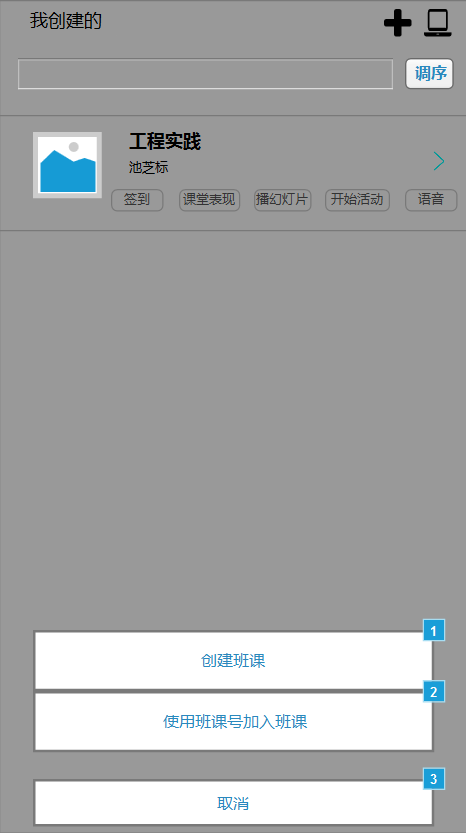 我创建的
调序
工程实践
池芝标
签到 课堂表现 播幻灯片 开始活动 语音
1
创建班课
2
使用班课号加入班课
3
取消